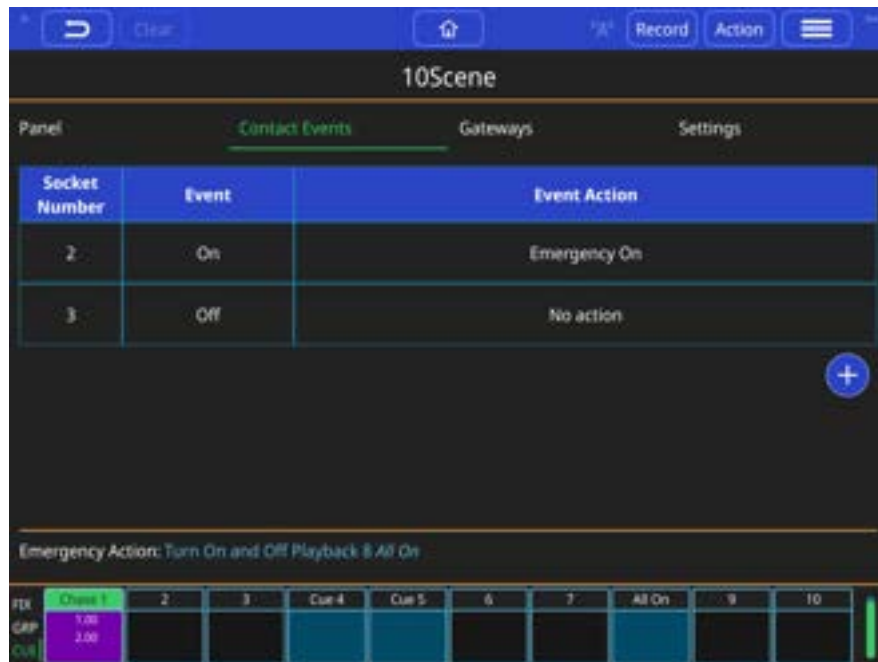 Clear
Record
Action
10Scene
Panel
Contact Events
Gateways
Settings
Socket Number
Event
Event Action
2
On
Emergency On
3
Off
No action
Emergency Action: Turn On and Off Playback 8 All On
FIX
Chase 1
2
3
Cue 4
Cue 5
6
7
All On
9
10
GRP
1.00
2.00
CUE